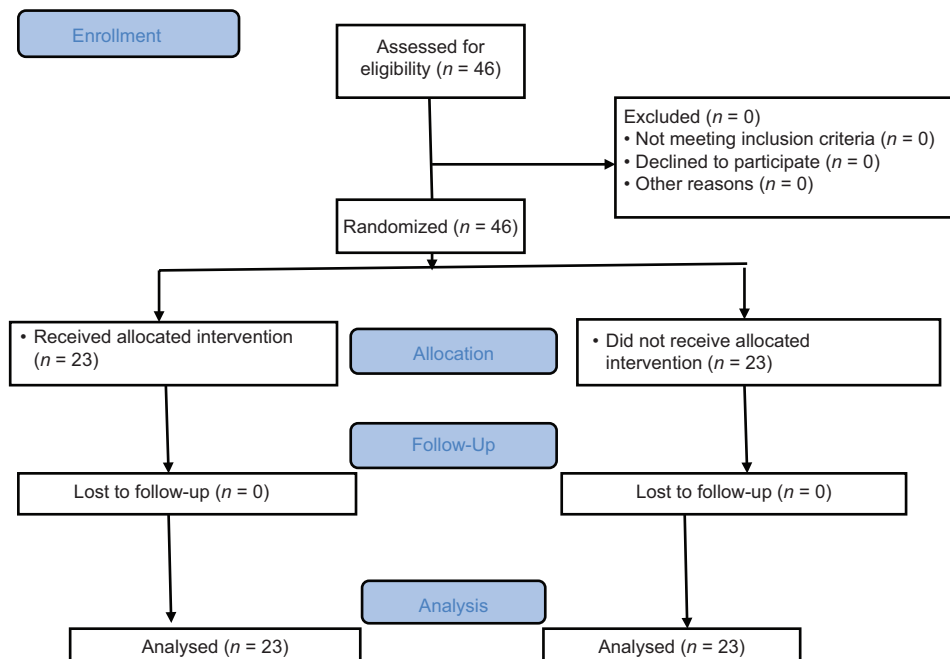 Enrollment
Assessed for
eligibility (n = 46)
Excluded (n = 0)
• Not meeting inclusion criteria (n = 0)
• Declined to participate (n = 0)
• Other reasons (n = 0)
Randomized (n = 46)
• Received allocated intervention
(n = 23)
Allocation
• Did not receive allocated
intervention (n = 23)
Follow-Up
Lost to follow-up (n = 0)
Lost to follow-up (n = 0)
Analysis
Analysed (n = 23)
Analysed (n = 23)